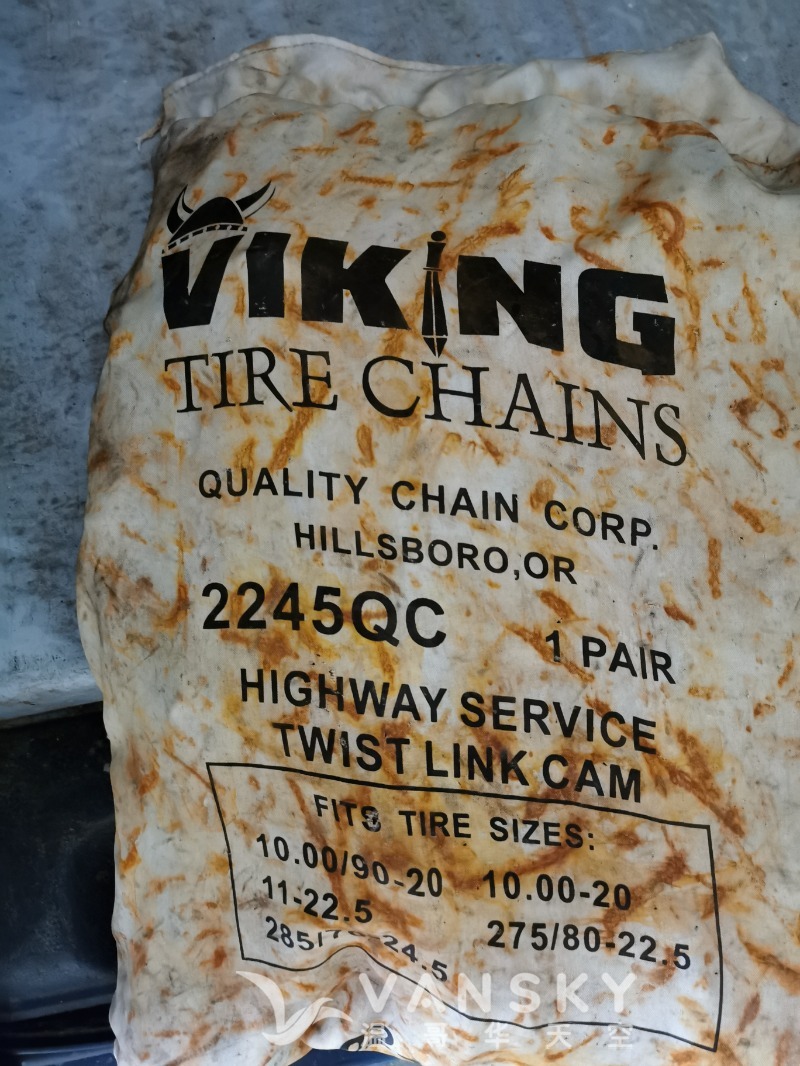 VIKING
TIRE CHAINS
QUALITY CHAIN CORP.
HILLSBORO,OR
2245QC 1 PAIR
HIGHWAY SERVICE
TWIST LINK CAM
FITS TIRE SIZES:
10.00/90-20 10.00-20
11-22.5 275/80-22.5
VANSKY
温哥华天空